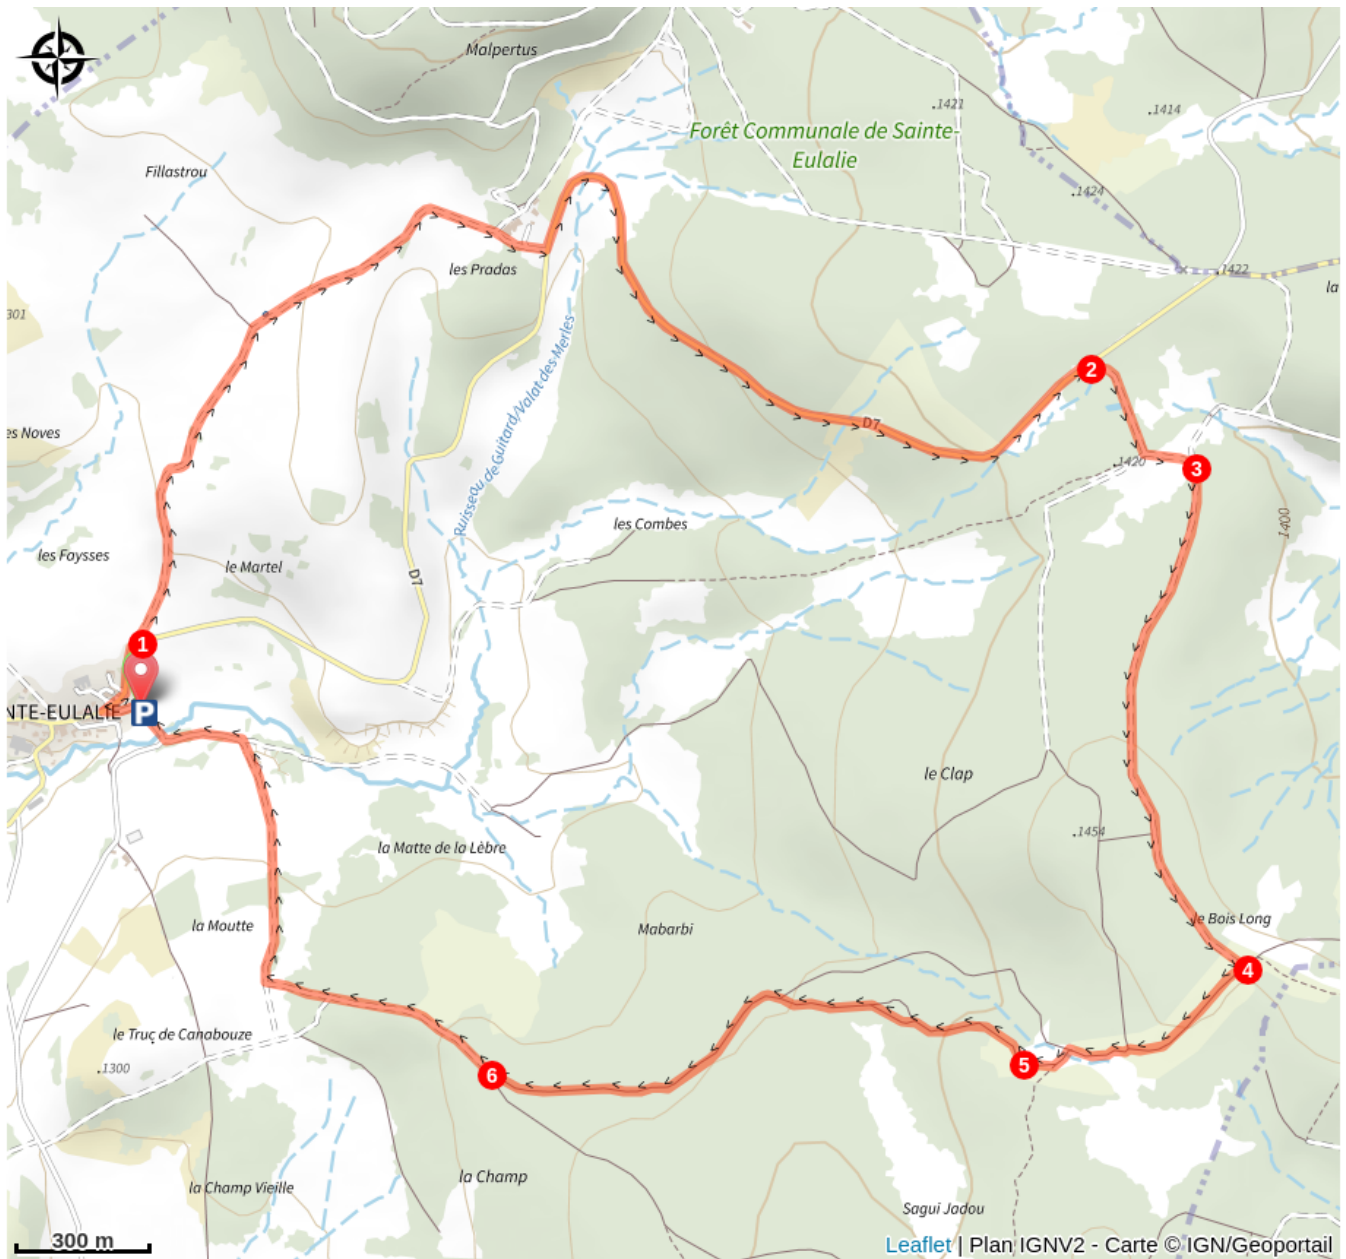 Malpertus
1421
1414
Forêt Communale de Sainte-
Eulalie
Fillastrou
1424
les Pradas
1422
la
301
Ruisseau de Guitard/Valat des Merles
2
D7
es Noves
1420
3
les Combes
1400
les Faysses
le Martel
D7
1
P
NTE-EULALIE
le Clap
1454
la Matte de la Lèbre
la Moutte
Mabarbi
le Bois Long
4
le Truc de Canabouze
1300
5
6
la Champ
la Champ Vieille
Sagui Jadou
300 m
Leaflet | Plan IGNV2 - Carte © IGN/Geoportail